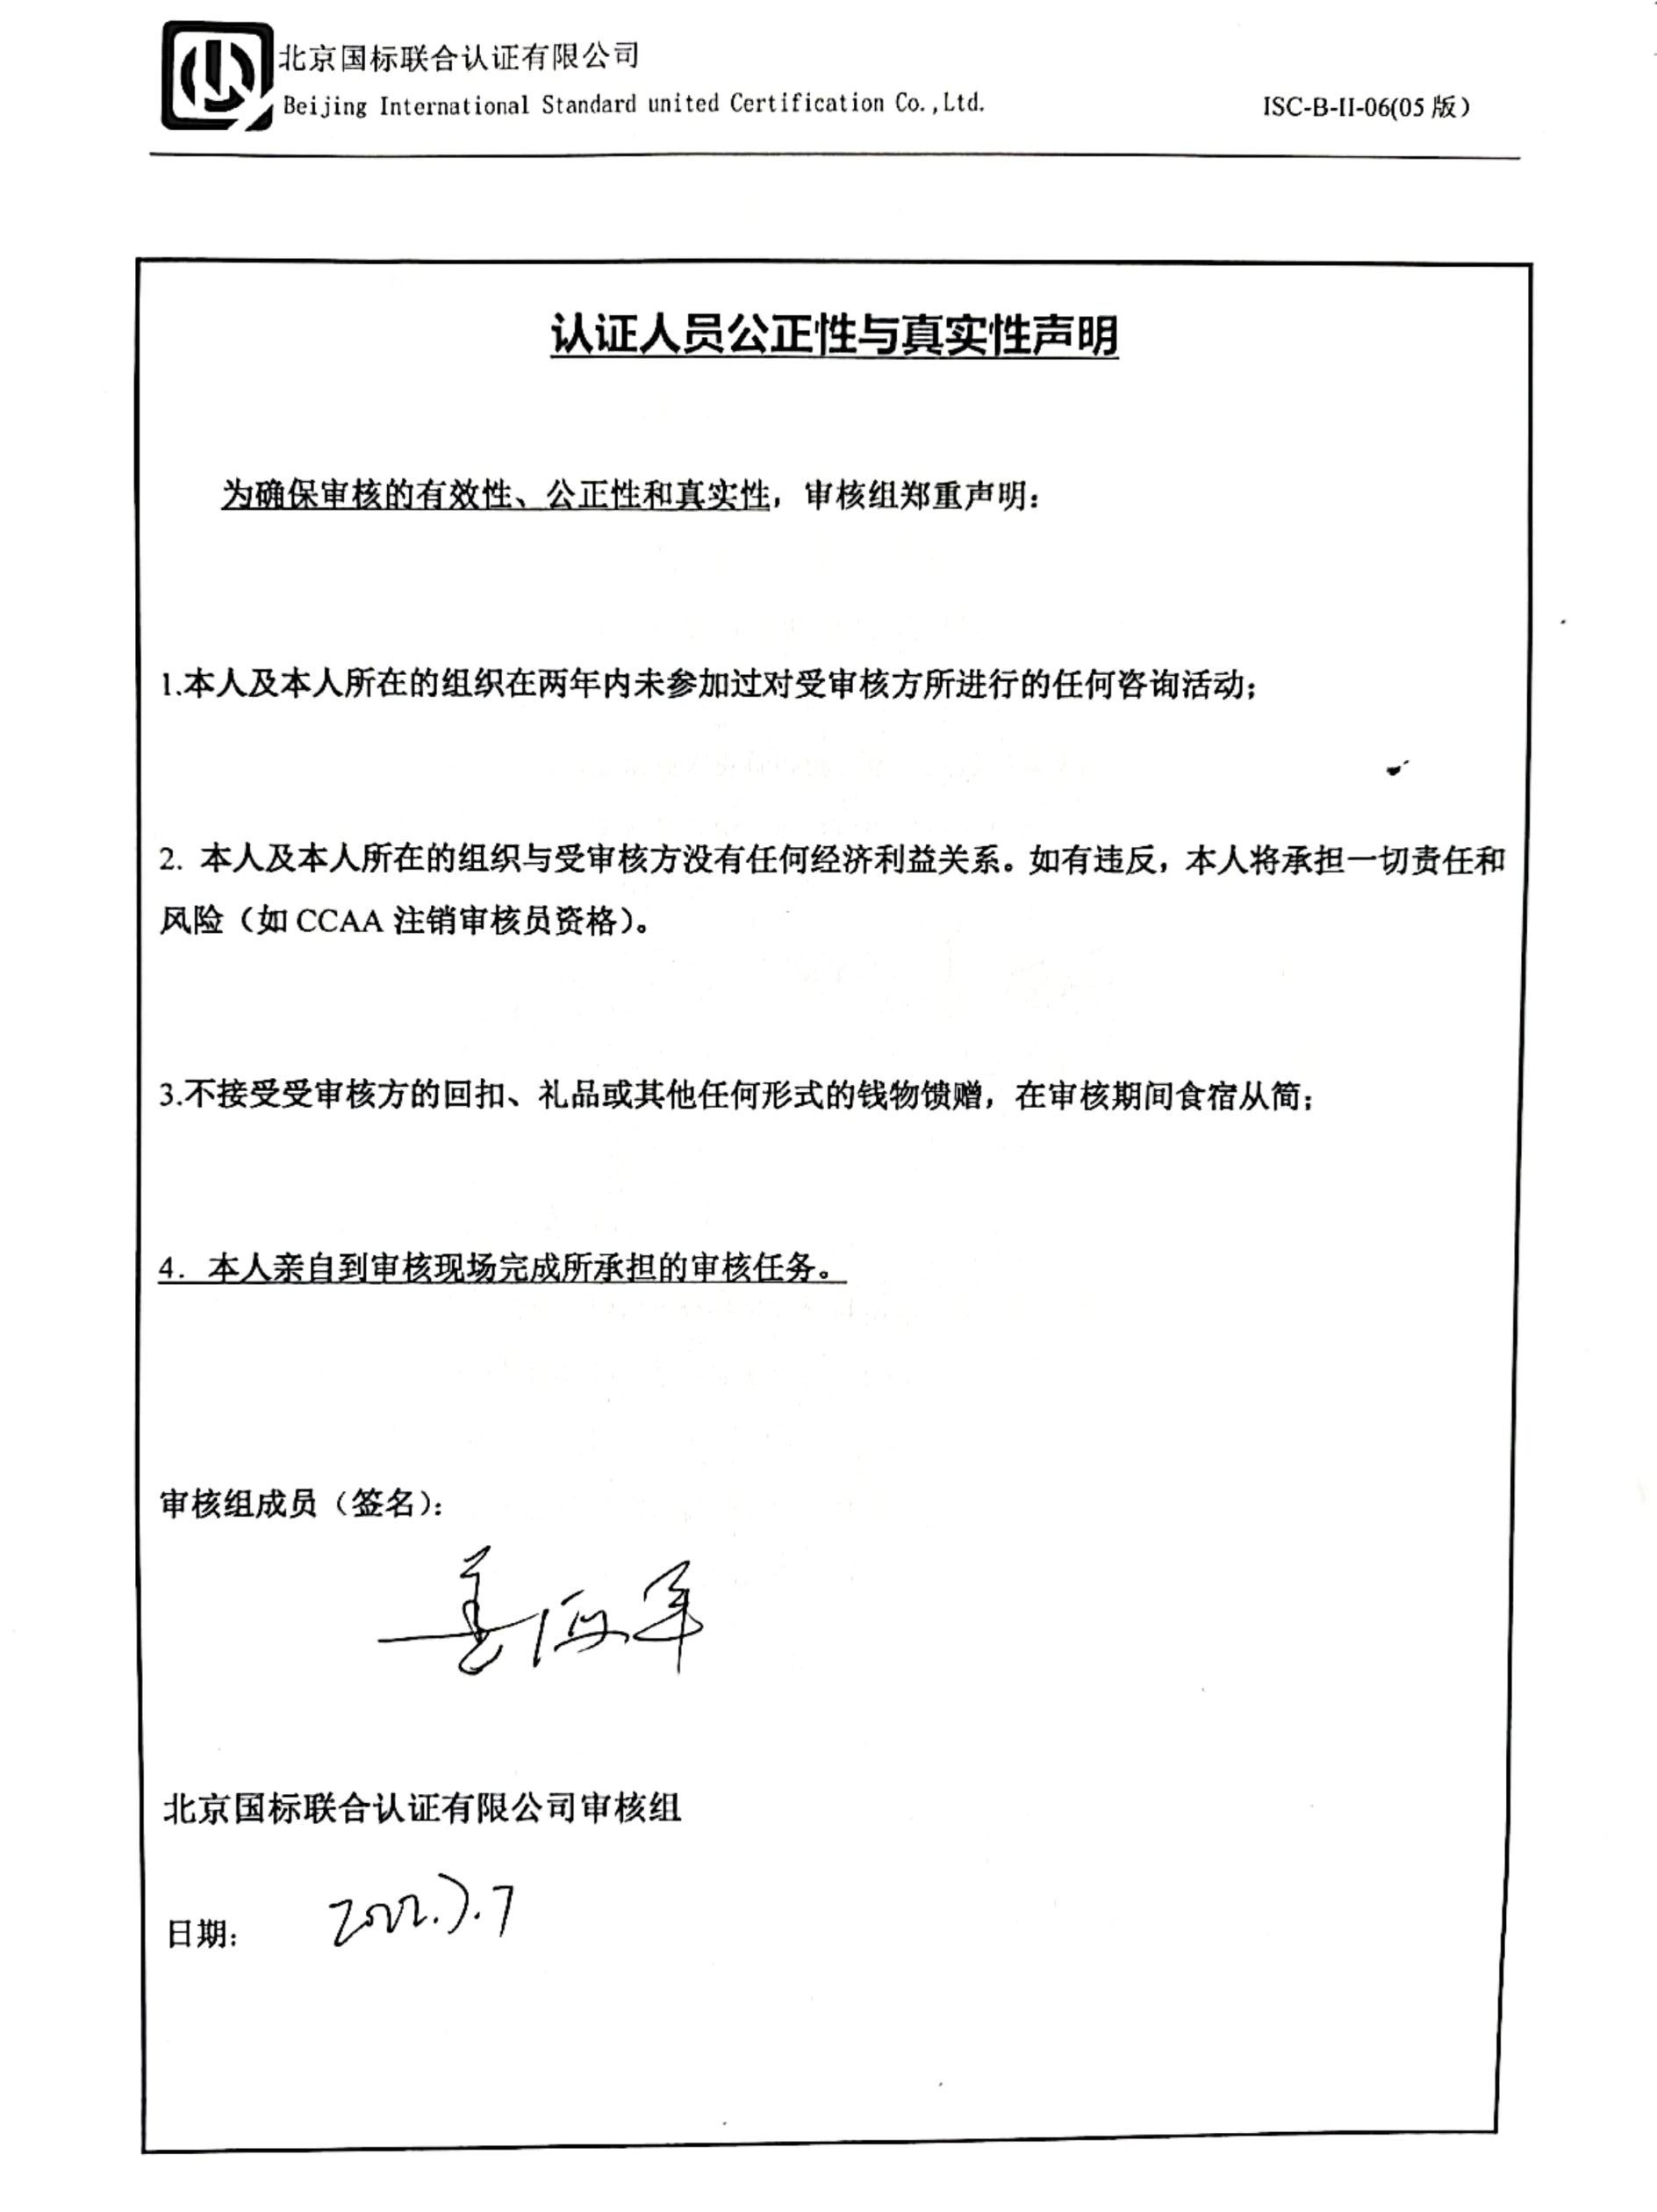 北京国标联合认证有限公司
Beijing International Standard united Certification Co.,Ltd.
ISC-B-II-06(05版)
认证人员公正性与真实性声明
为确保审核的有效性、公正性和真实性，审核组郑重声明：
1.本人及本人所在的组织在两年内未参加过对受审核方所进行的任何咨询活动；
2. 本人及本人所在的组织与受审核方没有任何经济利益关系。如有违反，本人将承担一切责任和
风险（如 CCAA 注销审核员资格）。
3.不接受受审核方的回扣、礼品或其他任何形式的钱物馈赠，在审核期间食宿从简；
4. 本人亲自到审核现场完成所承担的审核任务。
审核组成员（签名）：
北京国标联合认证有限公司审核组
日期： 2022.7.7